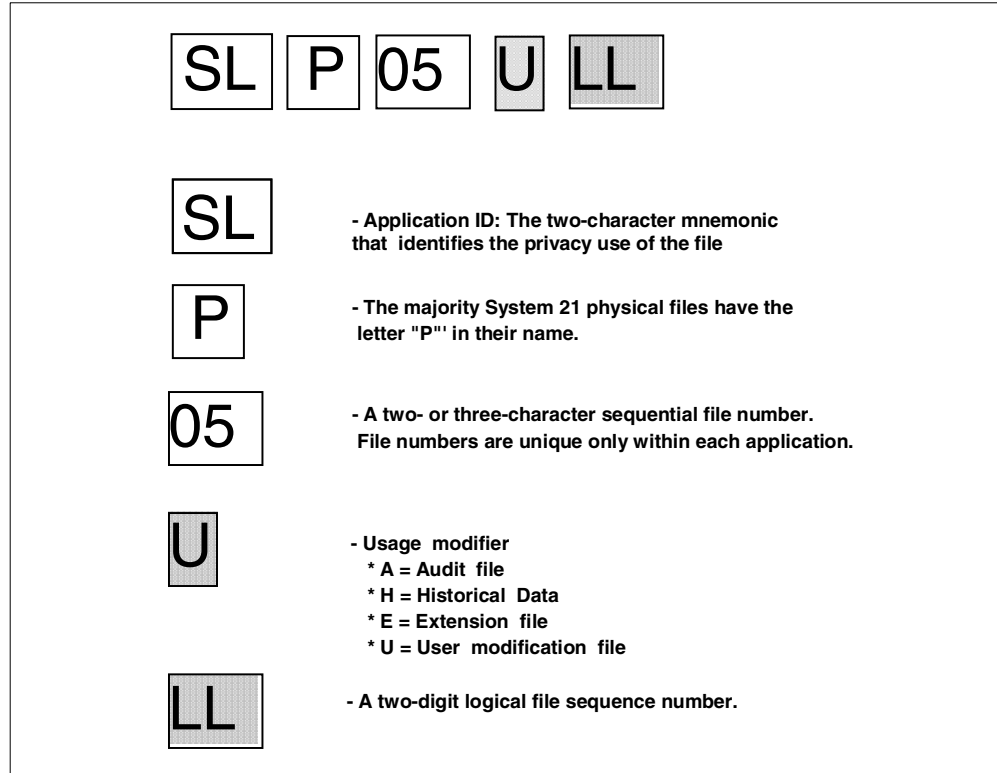 SL P 05 U LL
SL
- Application ID: The two-character mnemonic
that identifies the privacy use of the file
P
- The majority System 21 physical files have the
letter "P"' in their name.
05
- A two- or three-character sequential file number.
File numbers are unique only within each application.
U
- Usage modifier
* A = Audit file
* H = Historical Data
* E = Extension file
* U = User modification file
LL
- A two-digit logical file sequence number.